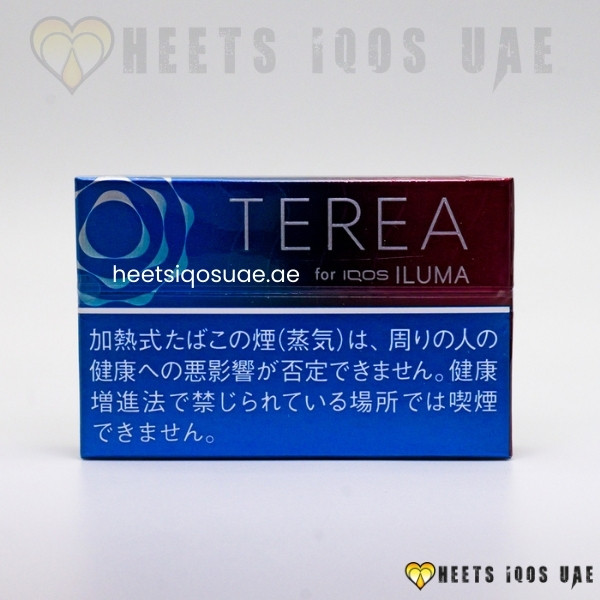 HEETS iQOS UAE
TEREA
heetsiqosuae.ae
for IQOS ILUMA
加熱式たばこの煙(蒸気)は、周りの人の
健康への悪影響が否定できません。健康
増進法で禁じられている場所では喫煙
できません。
HEETS iQOS UAE